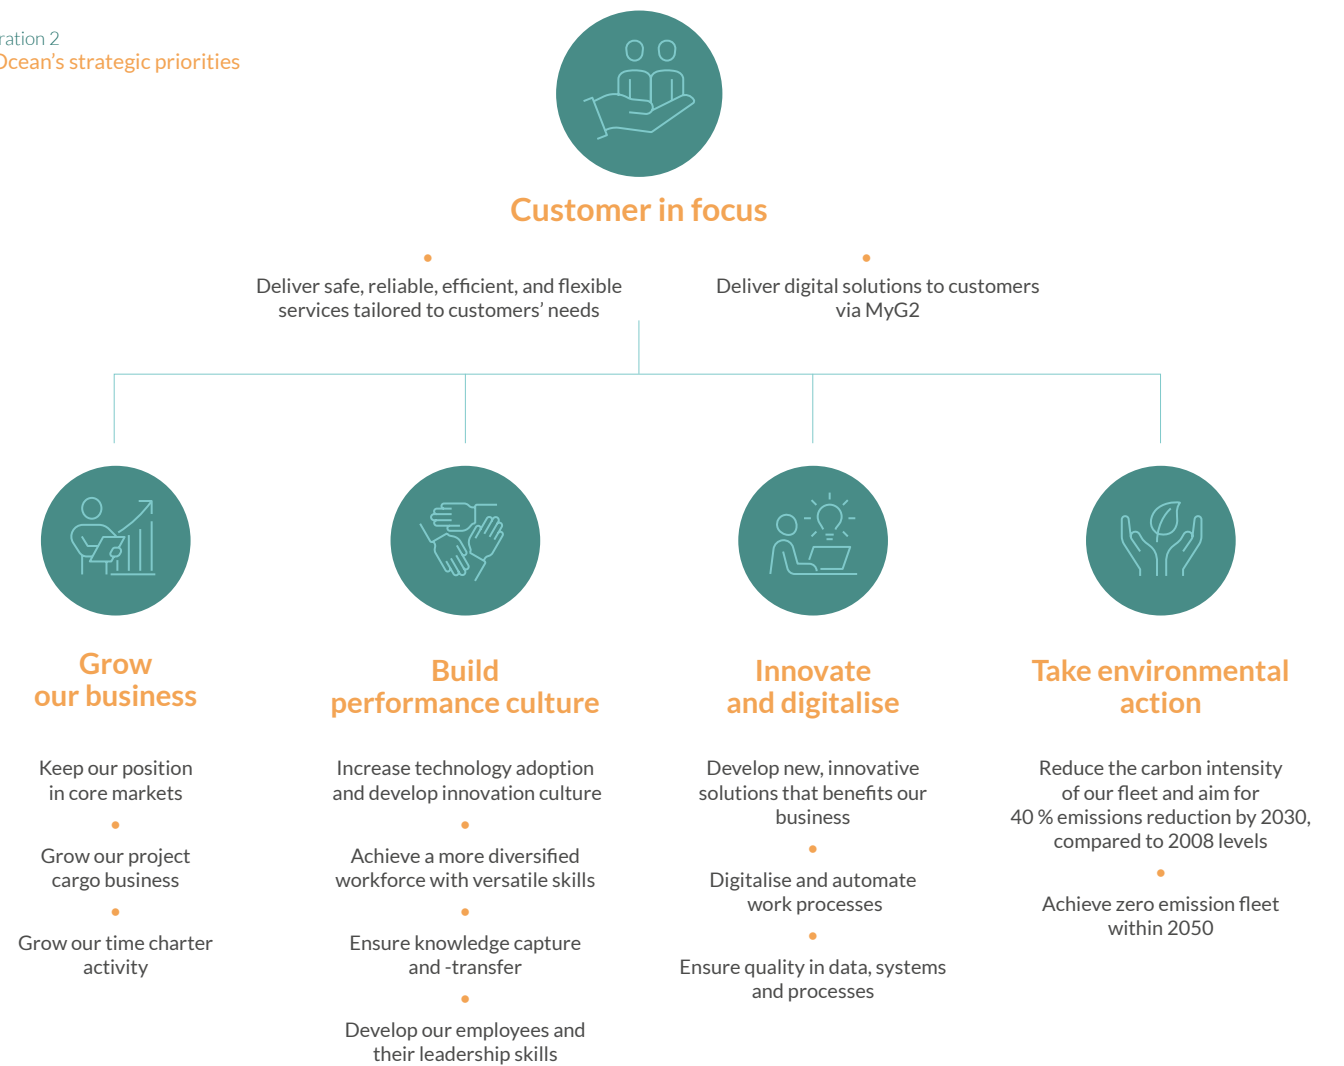 ration 2
Ocean's strategic priorities
Customer in focus
Deliver safe, reliable, efficient, and flexible
services tailored to customers' needs
Deliver digital solutions to customers
via MyG2
Grow
our business
Keep our position
in core markets
Grow our project
cargo business
Grow our time charter
activity
Build
performance culture
Increase technology adoption
and develop innovation culture
Achieve a more diversified
workforce with versatile skills
Ensure knowledge capture
and -transfer
Develop our employees and
their leadership skills
Innovate
and digitalise
Develop new, innovative
solutions that benefits our
business
Digitalise and automate
work processes
Ensure quality in data, systems
and processes
Take environmental
action
Reduce the carbon intensity
of our fleet and aim for
40 % emissions reduction by 2030,
compared to 2008 levels
Achieve zero emission fleet
within 2050